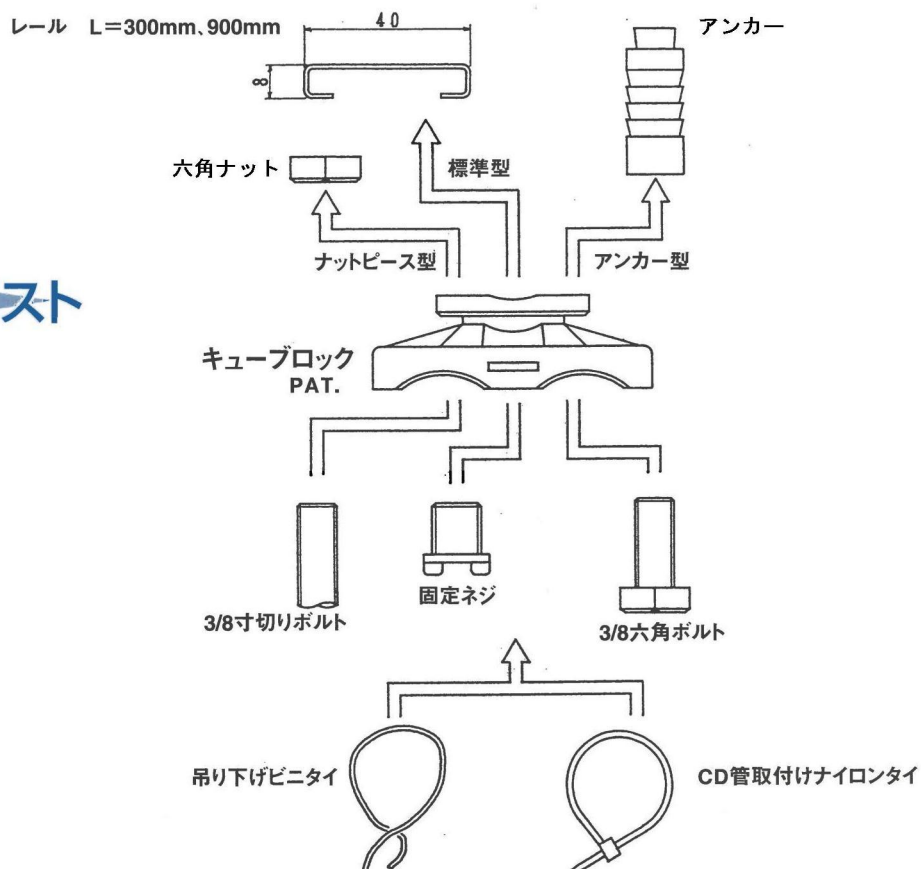 レール L=300mm、900mm
40
アンカー
8
六角ナット
標準型
ナットピース型
アンカー型
スト
キューブロック
PAT.
固定ネジ
3/8寸切りボルト
3/8六角ボルト
吊り下げビニタイ
CD管取付けナイロンタイ